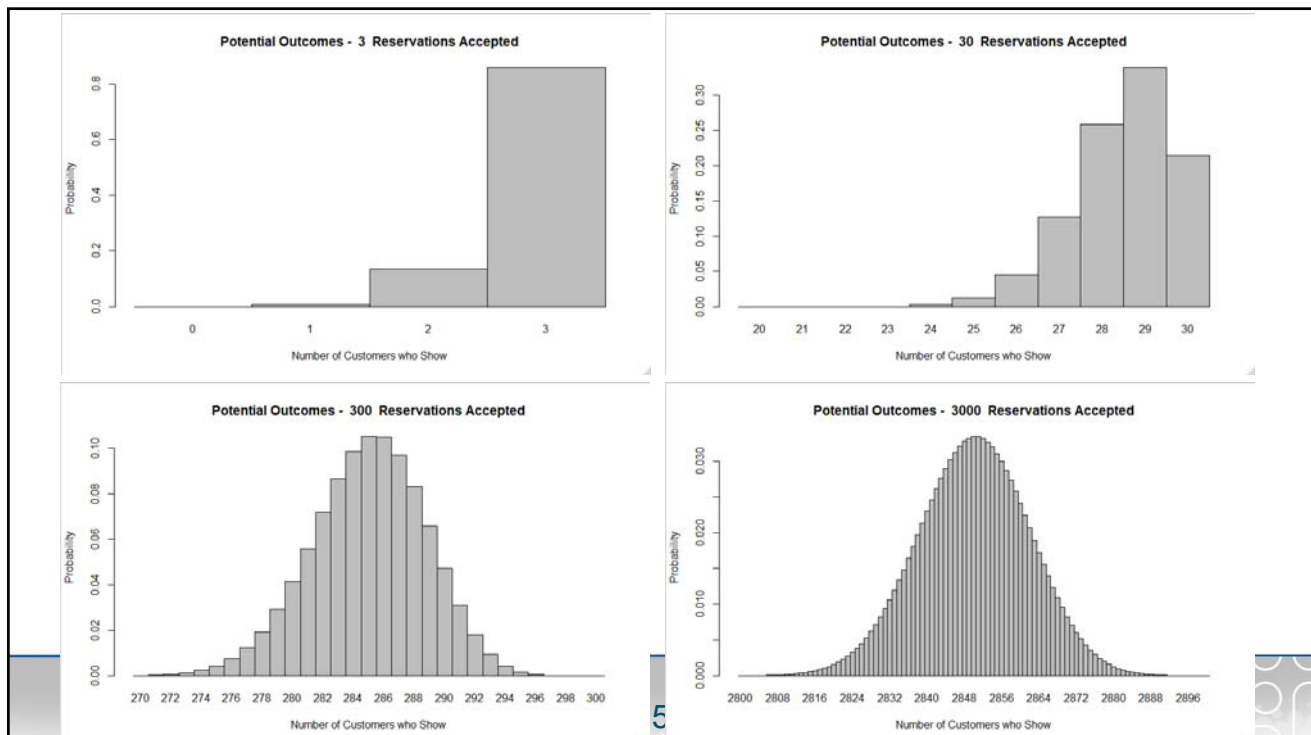 Potential Outcomes - 3 Reservations Accepted
Probability
0.8
0.6
0.4
0.2
0.0
0 1 2 3
Number of Customers who Show
Potential Outcomes - 30 Reservations Accepted
Probability
0.30
0.25
0.20
0.15
0.10
0.05
0.00
20 21 22 23 24 25 26 27 28 29 30
Number of Customers who Show
Potential Outcomes - 300 Reservations Accepted
Probability
0.10
0.08
0.06
0.04
0.02
0.00
270 272 274 276 278 280 282 284 286 288 290 292 294 296 298 300
Number of Customers who Show
Potential Outcomes - 3000 Reservations Accepted
Probability
0.030
0.020
0.010
0.000
2800 2808 2816 2824 2832 2840 2848 2856 2864 2872 2880 2888 2896
Number of Customers who Show
5